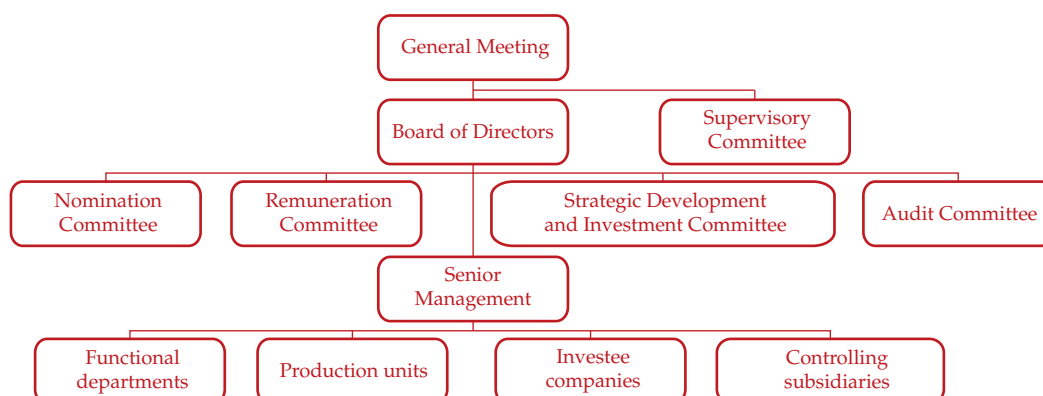 General Meeting
Board of Directors
Supervisory
Committee
Nomination
Committee
Remuneration
Committee
Strategic Development
and Investment Committee
Audit Committee
Senior
Management
Functional
departments
Production units
Investee
companies
Controlling
subsidiaries